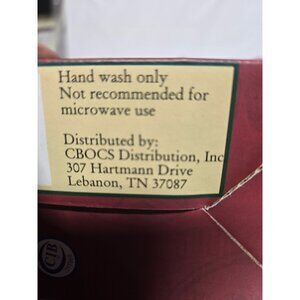 Hand wash only
Not recommended for
microwave use
Distributed by:
CBOCS Distribution, Inc
307 Hartmann Drive
Lebanon, TN 37087
CIB